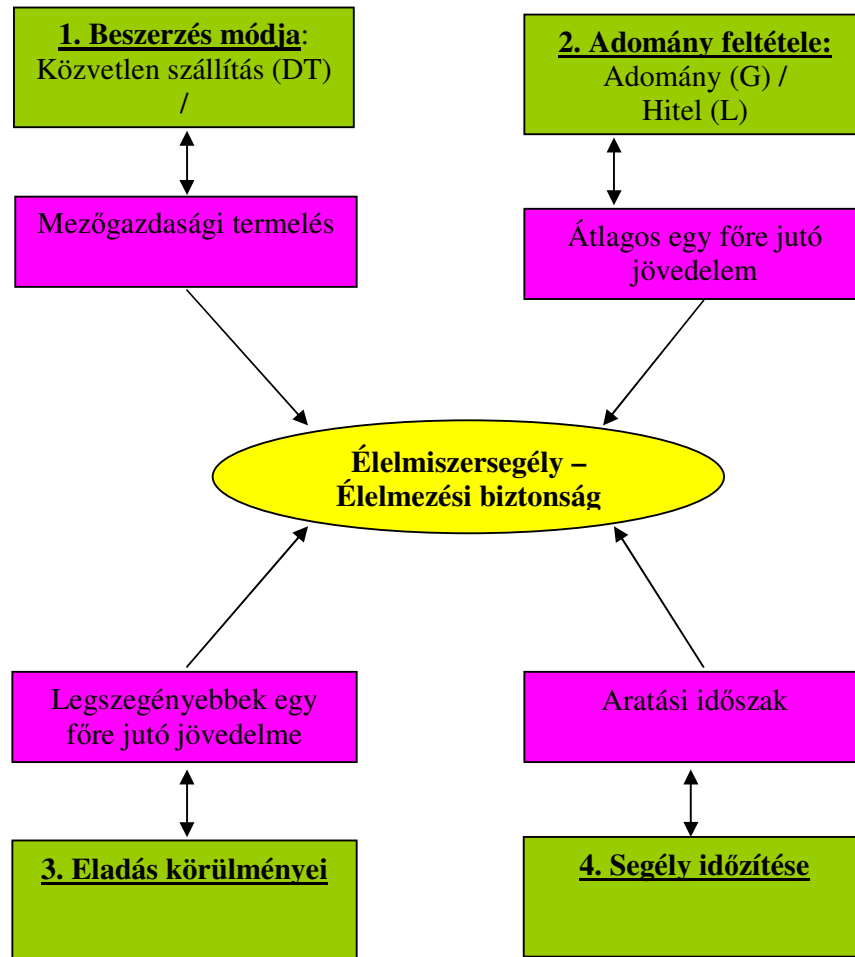 1. Beszerzés módja:
Közvetlen szállítás (DT)
/
2. Adomány feltétele:
Adomány (G) /
Hitel (L)
Mezőgazdasági termelés
Átlagos egy főre jutó
jövedelem
Élelmiszersegély –
Élelmezési biztonság
Legszegényebbek egy
főre jutó jövedelme
Aratási időszak
3. Eladás körülményei
4. Segély időzítése